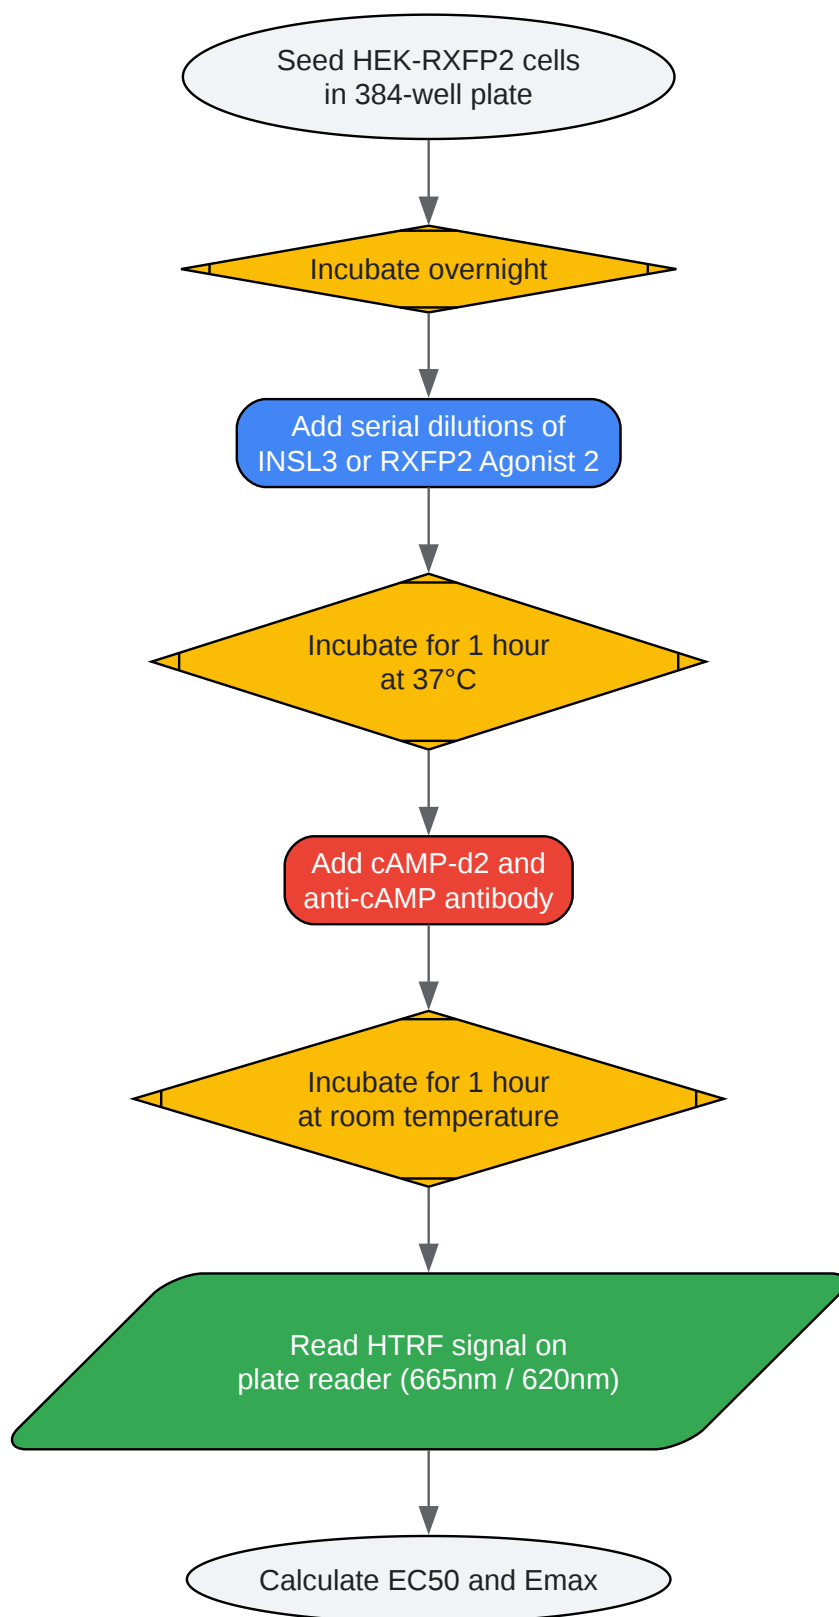 Seed HEK-RXFP2 cells
in 384-well plate
Incubate overnight
Add serial dilutions of
INSL3 or RXFP2 Agonist 2
Incubate for 1 hour
at 37°C
Add cAMP-d2 and
anti-cAMP antibody
Incubate for 1 hour
at room temperature
Read HTRF signal on
plate reader (665nm / 620nm)
Calculate EC50 and Emax